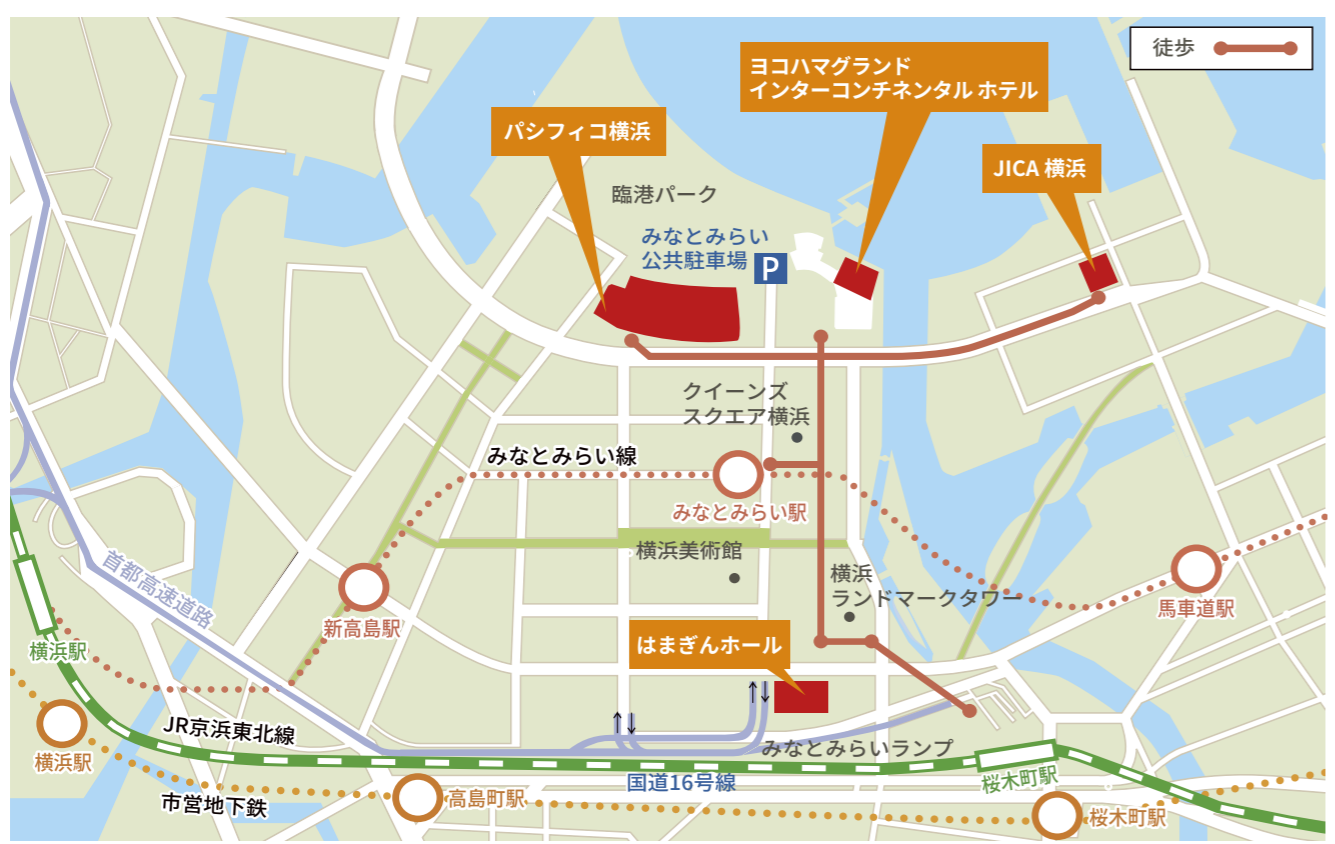 徒歩
ヨコハマグランド
インターコンチネンタル ホテル
パシフィコ横浜
JICA 横浜
臨港パーク
みなとみらい
公共駐車場
P
クイーンズ
スクエア横浜
みなとみらい線
みなとみらい駅
横浜美術館
首都高速道路
横浜
ランドマークタワー
馬車道駅
新高島駅
はまぎんホール
横浜駅
JR京浜東北線
横浜駅
みなとみらいランプ
国道16号線
桜木町駅
市営地下鉄
高島町駅
桜木町駅